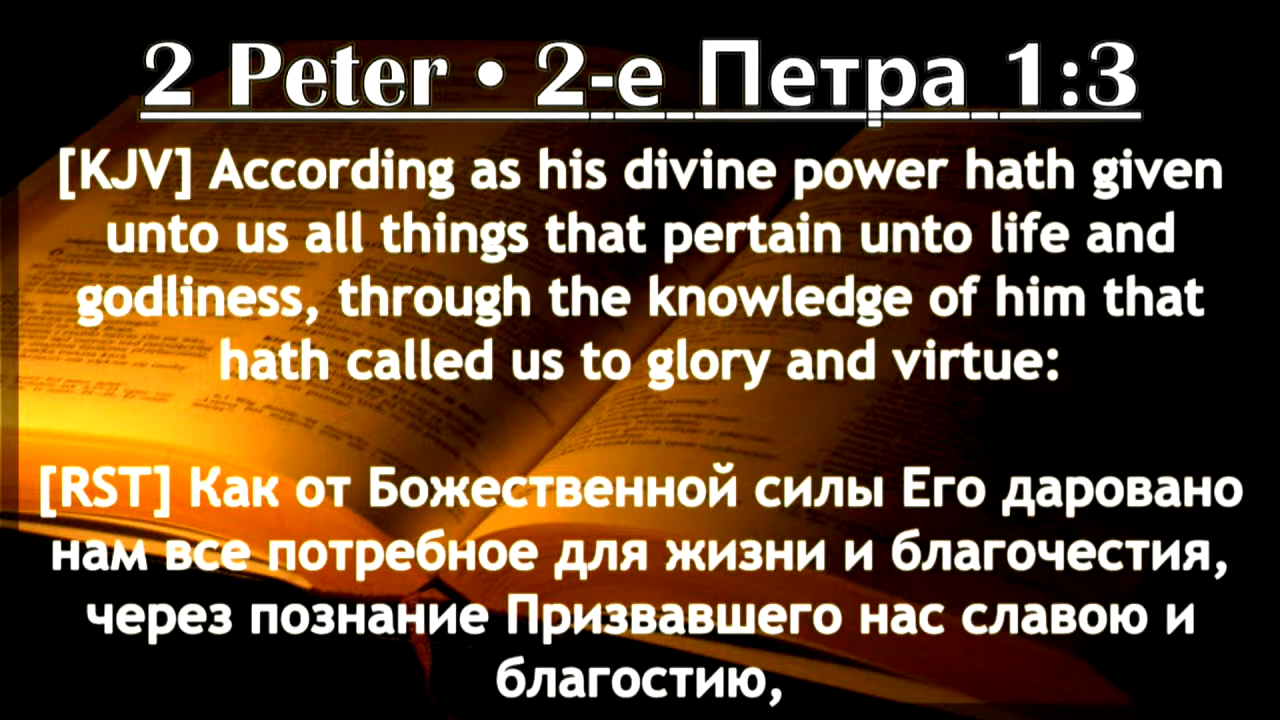 2 Peter • 2-е Петра 1:3
[KJV] According as his divine power hath given
unto us all things that pertain unto life and
godliness, through the knowledge of him that
hath called us to glory and virtue:
[RST] Как от Божественной силы Его даровано
нам все потребное для жизни и благочестия,
через познание Призвавшего нас славою и
благостию,